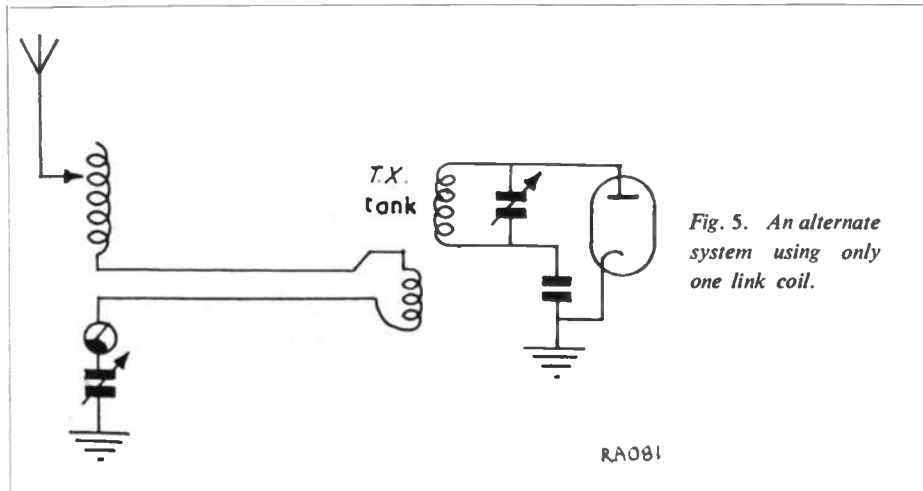 T.X.
tank
Fig. 5. An alternate
system using only
one link coil.
RA081